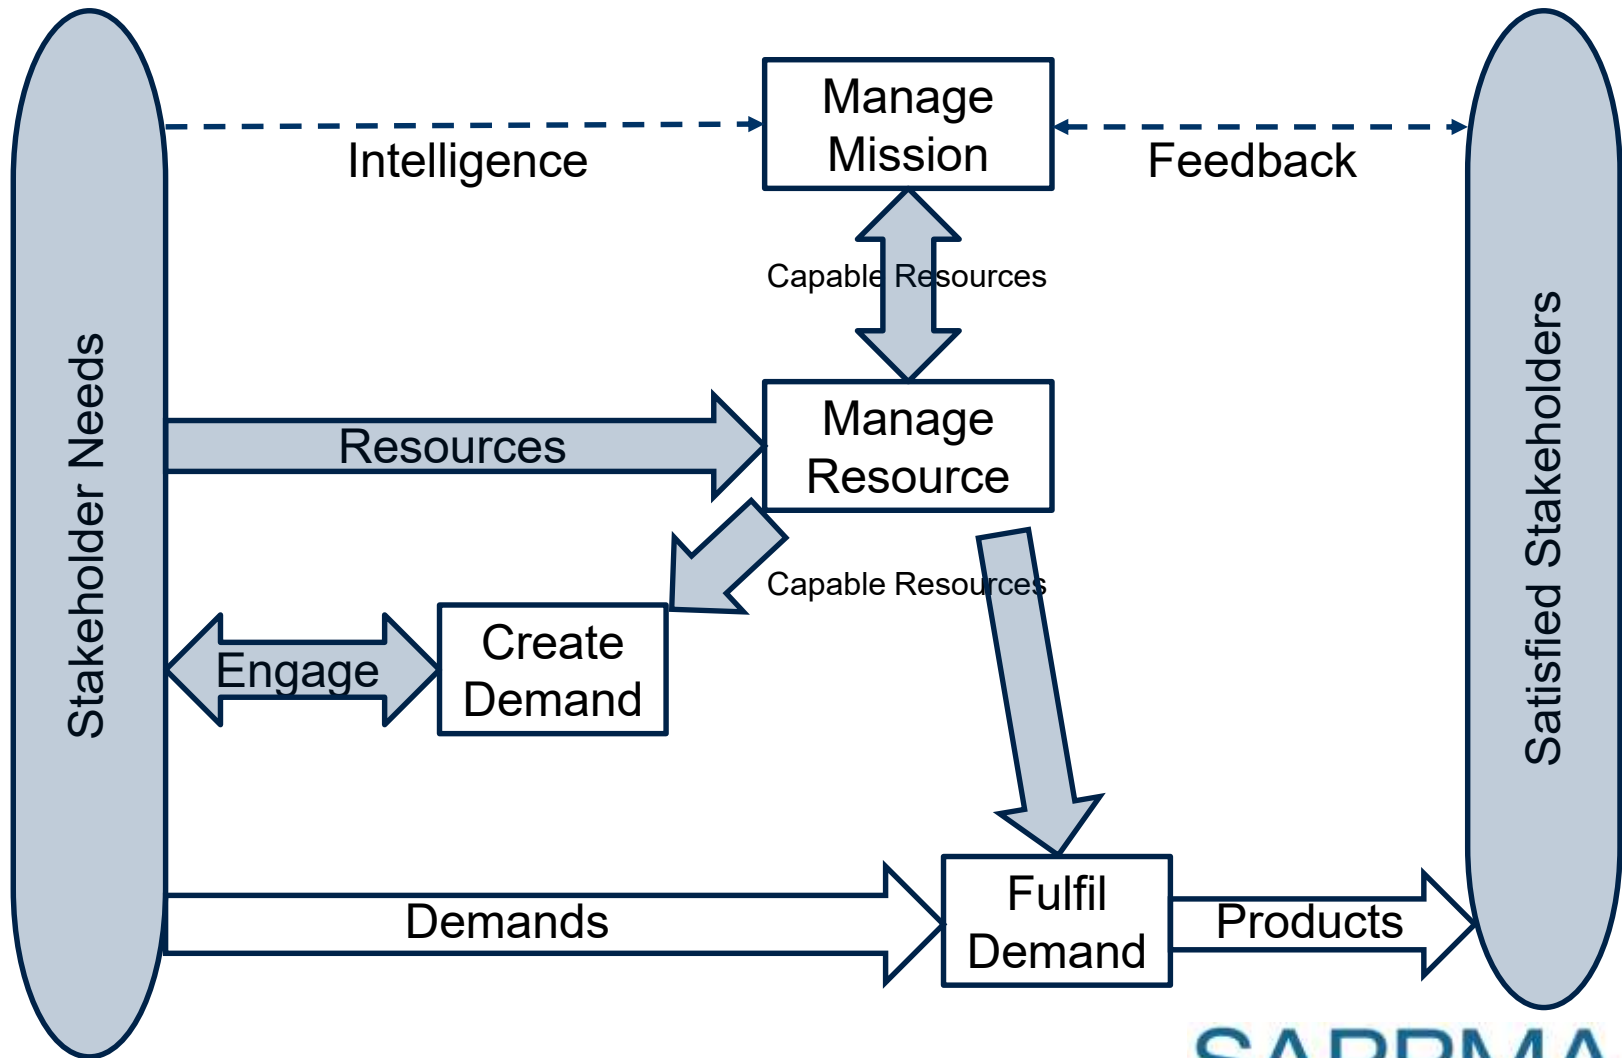 Manage
Mission
Intelligence
Feedback
Capable Resources
Stakeholder Needs
Satisfied Stakeholders
Resources
Manage
Resource
Capable Resources
Engage
Create
Demand
Demands
Fulfil
Demand
Products